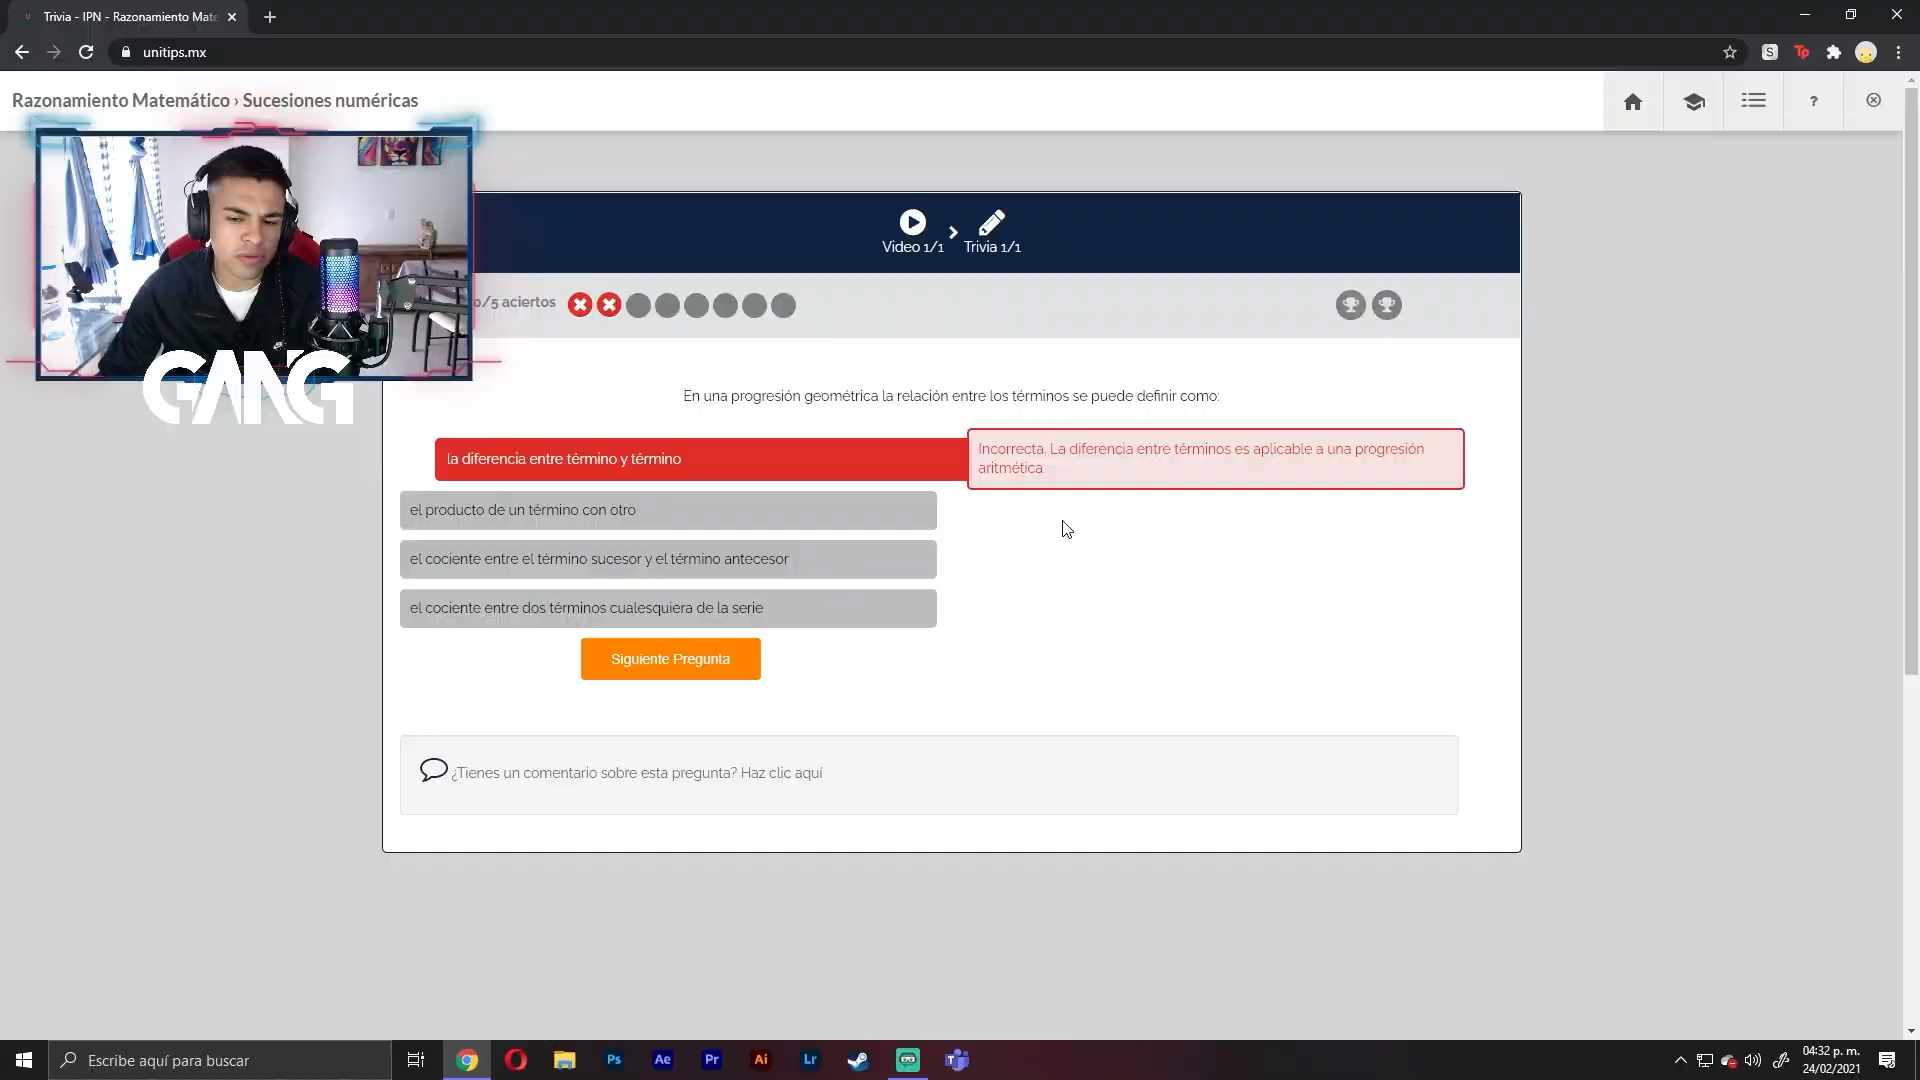 Trivia - IPN - Razonamiento Mate
unitips.mx
Razonamiento Matemático › Sucesiones numéricas
Video 1/1
Trivia 1/1
0/5 aciertos
GANG
En una progresión geométrica la relación entre los términos se puede definir como:
la diferencia entre término y término
Incorrecta. La diferencia entre términos es aplicable a una progresión
aritmética
el producto de un término con otro
el cociente entre el término sucesor y el término antecesor
el cociente entre dos términos cualesquiera de la serie
Siguiente Pregunta
¿Tienes un comentario sobre esta pregunta? Haz clic aquí
Escribe aquí para buscar
Ps
Ae
Pr
Ai
Lr
04:32 p. m.
24/02/2021